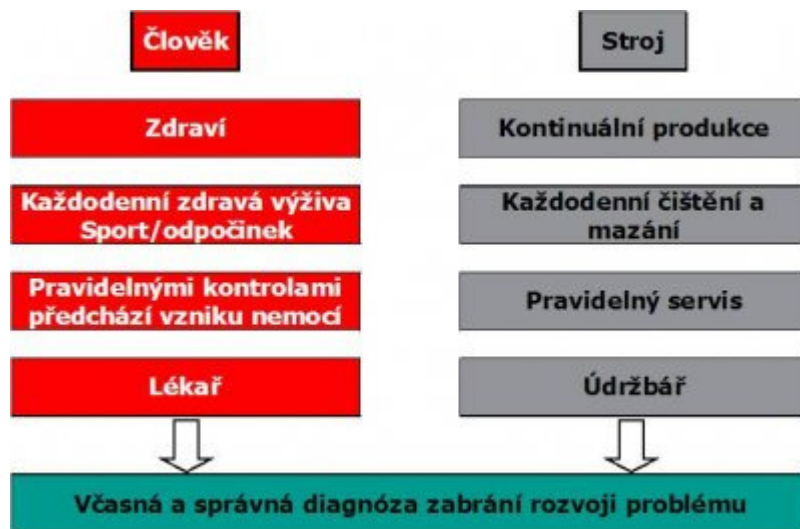 Člověk
Stroj
Zdraví
Kontinuální produkce
Každodenní zdravá výživa
Sport/odpočinek
Každodenní čištění a
mazání
Pravidelnými kontrolami
předchází vzniku nemocí
Pravidelný servis
Lékař
Údržbář
Včasná a správná diagnóza zabrání rozvoji problému